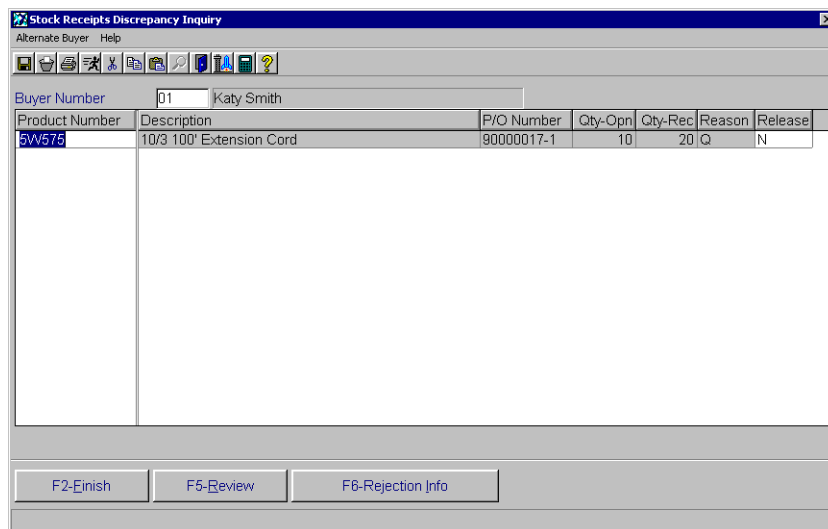 Stock Receipts Discrepancy Inquiry
Alternate Buyer Help
Buyer Number 01 Katy Smith
Product Number Description P/O Number Qty-Opn Qty-Rec Reason Release
5W575 10/3 100' Extension Cord 90000017-1 10 20 Q N
F2-Finish F5-Review F6-Rejection Info